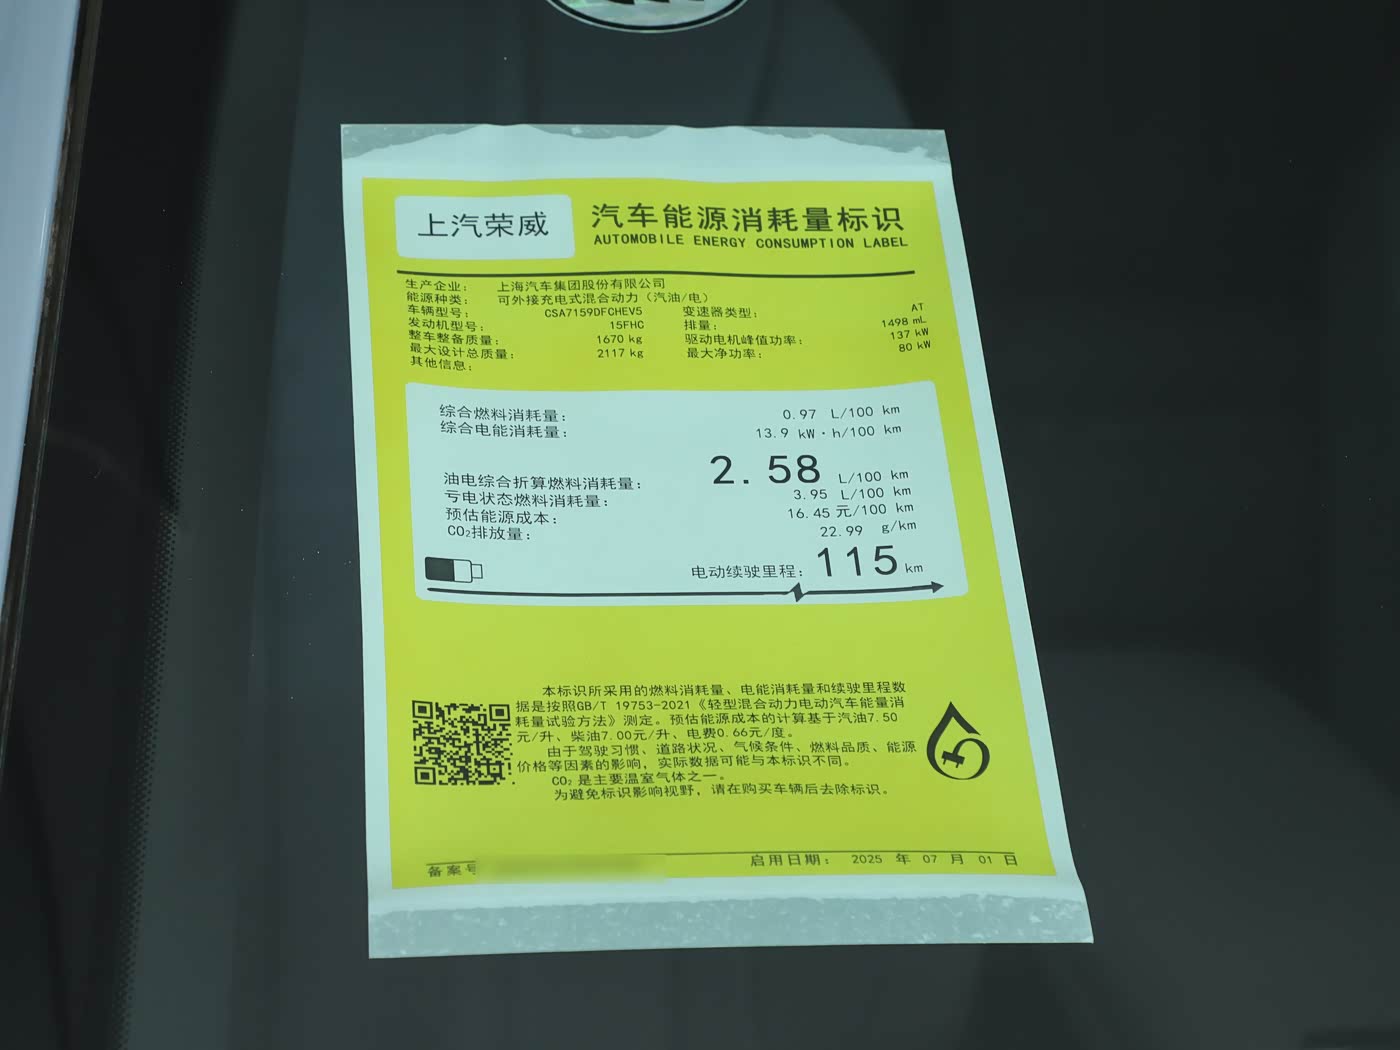 上汽荣威
汽车能源消耗量标识
AUTOMOBILE ENERGY CONSUMPTION LABEL
生产企业: 上海汽车集团股份有限公司
能源种类: 可外接充电式混合动力（汽油/电）
车辆型号: CSA7159DFCHEV5 变速器类型: AT
发动机型号: 15FHC 排量: 1498 mL
整车整备质量: 1670 kg 驱动电机峰值功率: 137 kW
最大设计总质量: 2117 kg 最大净功率: 80 kW
其他信息:
综合燃料消耗量: 0.97 L/100 km
综合电能消耗量: 13.9 kW·h/100 km
油电综合折算燃料消耗量: 2.58 L/100 km
亏电状态燃料消耗量: 3.95 L/100 km
预估能源成本: 16.45 元/100 km
CO₂排放量: 22.99 g/km
电动续驶里程: 115 km
本标识所采用的燃料消耗量、电能消耗量和续驶里程数
据是按照GB/T 19753-2021《轻型混合动力电动汽车能量消
耗量试验方法》测定。预估能源成本的计算基于汽油7.50
元/升、柴油7.00元/升、电费0.66元/度。
由于驾驶习惯、道路状况、气候条件、燃料品质、能源
价格等因素的影响，实际数据可能与本标识不同。
CO₂ 是主要温室气体之一。
为避免标识影响视野，请在购买车辆后去除标识。
备案号
启用日期: 2025 年 07 月 01 日